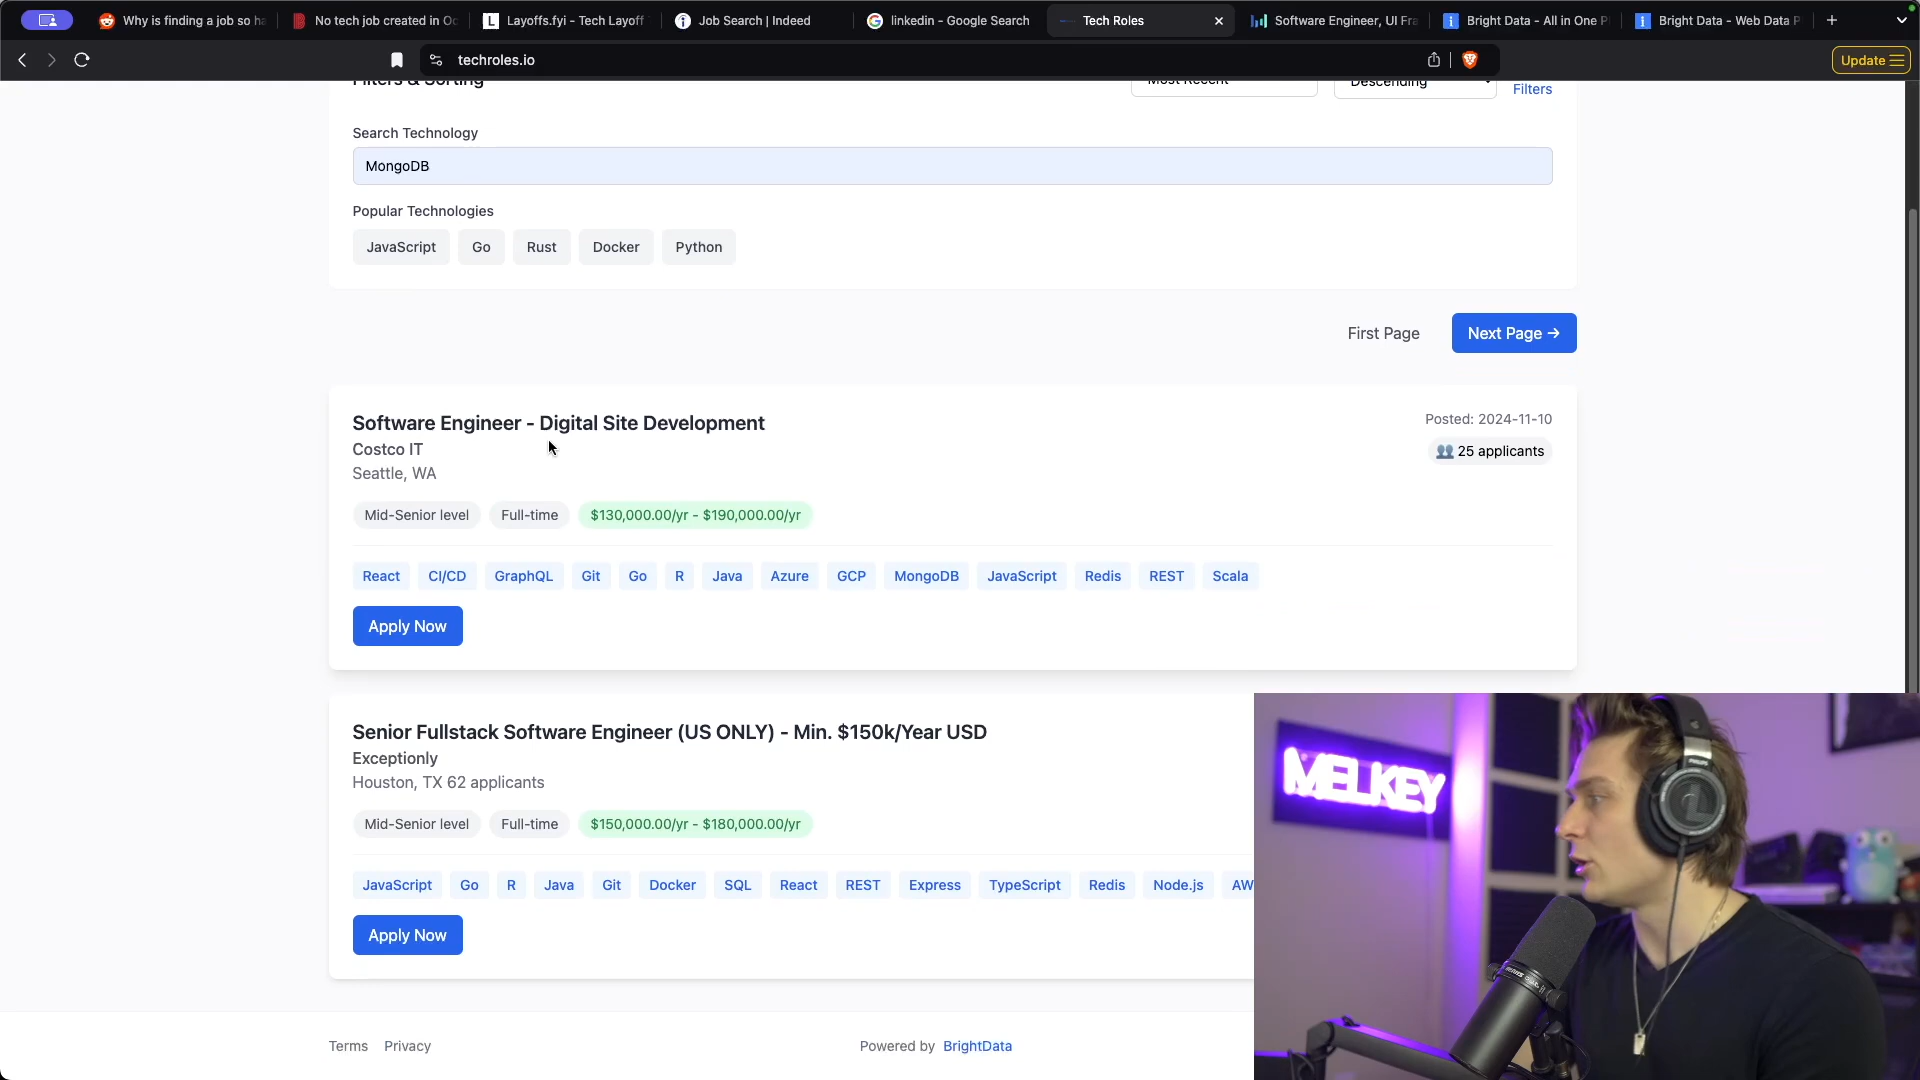 Why is finding a job so ha
No tech job created in Oc
Layoffs.fyi - Tech Layoff
Job Search | Indeed
linkedin - Google Search
Tech Roles
Software Engineer, UI Fra
Bright Data - All in One P
Bright Data - Web Data P
techroles.io
Update
Filters & Sorting
Most Recent
Descending
Filters
Search Technology
MongoDB
Popular Technologies
JavaScript Go Rust Docker Python
First Page
Next Page →
Software Engineer - Digital Site Development
Posted: 2024-11-10
Costco IT
25 applicants
Seattle, WA
Mid-Senior level Full-time $130,000.00/yr - $190,000.00/yr
React CI/CD GraphQL Git Go R Java Azure GCP MongoDB JavaScript Redis REST Scala
Apply Now
Senior Fullstack Software Engineer (US ONLY) - Min. $150k/Year USD
Exceptionly
Houston, TX 62 applicants
Mid-Senior level Full-time $150,000.00/yr - $180,000.00/yr
JavaScript Go R Java Git Docker SQL React REST Express TypeScript Redis Node.js AW
Apply Now
MELKEY
Terms Privacy
Powered by BrightData